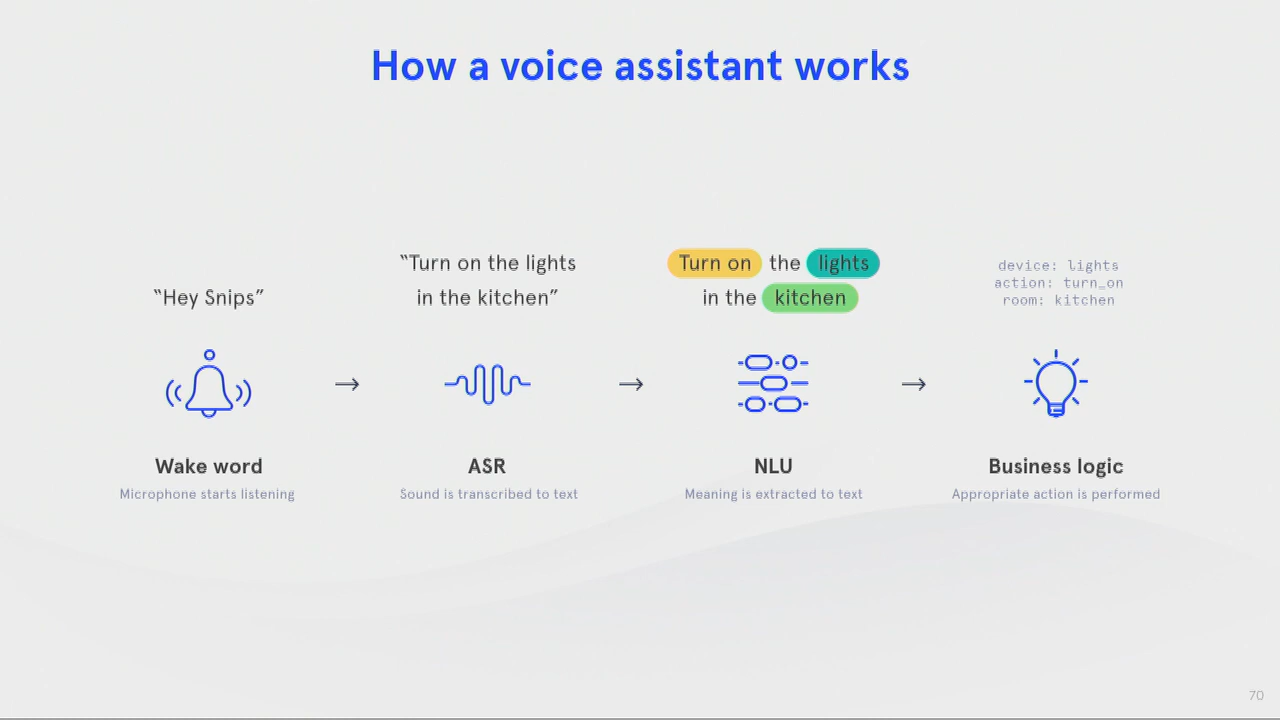 How a voice assistant works
“Hey Snips”
“Turn on the lights
in the kitchen”
Turn on the lights
in the kitchen
device: lights
action: turn_on
room: kitchen
Wake word
Microphone starts listening
ASR
Sound is transcribed to text
NLU
Meaning is extracted to text
Business logic
Appropriate action is performed
70